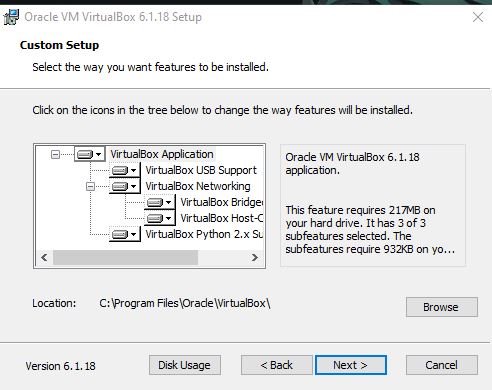 Oracle VM VirtualBox 6.1.18 Setup
Custom Setup
Select the way you want features to be installed.
Click on the icons in the tree below to change the way features will be installed.
VirtualBox Application
VirtualBox USB Support
VirtualBox Networking
VirtualBox Bridge
VirtualBox Host-
VirtualBox Python 2.x Su
Oracle VM VirtualBox 6.1.18
application.
This feature requires 217MB on
your hard drive. It has 3 of 3
subfeatures selected. The
subfeatures require 932KB on yo...
Location:
C:\Program Files\Oracle\VirtualBox\
Browse
Version 6.1.18
Disk Usage
< Back
Next >
Cancel